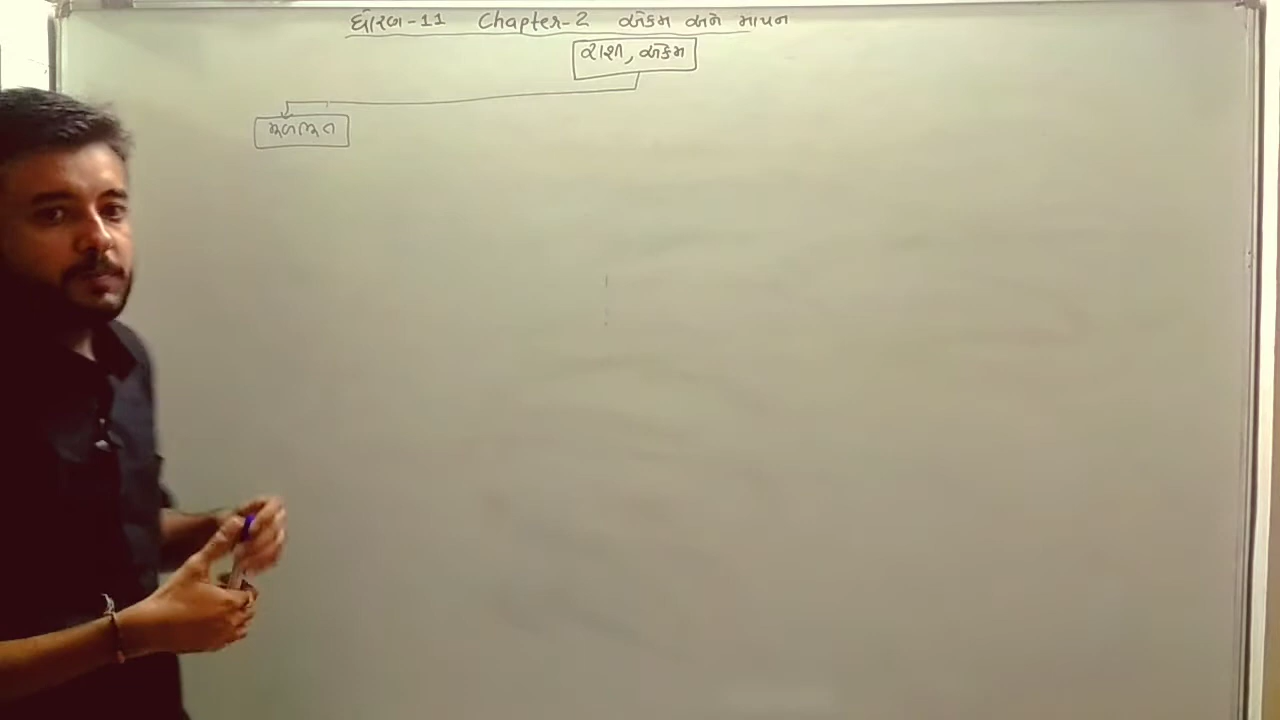 ધોરણ-11 Chapter-2 એકમ અને માપન
રાશી, એકમ
મૂળભૂત